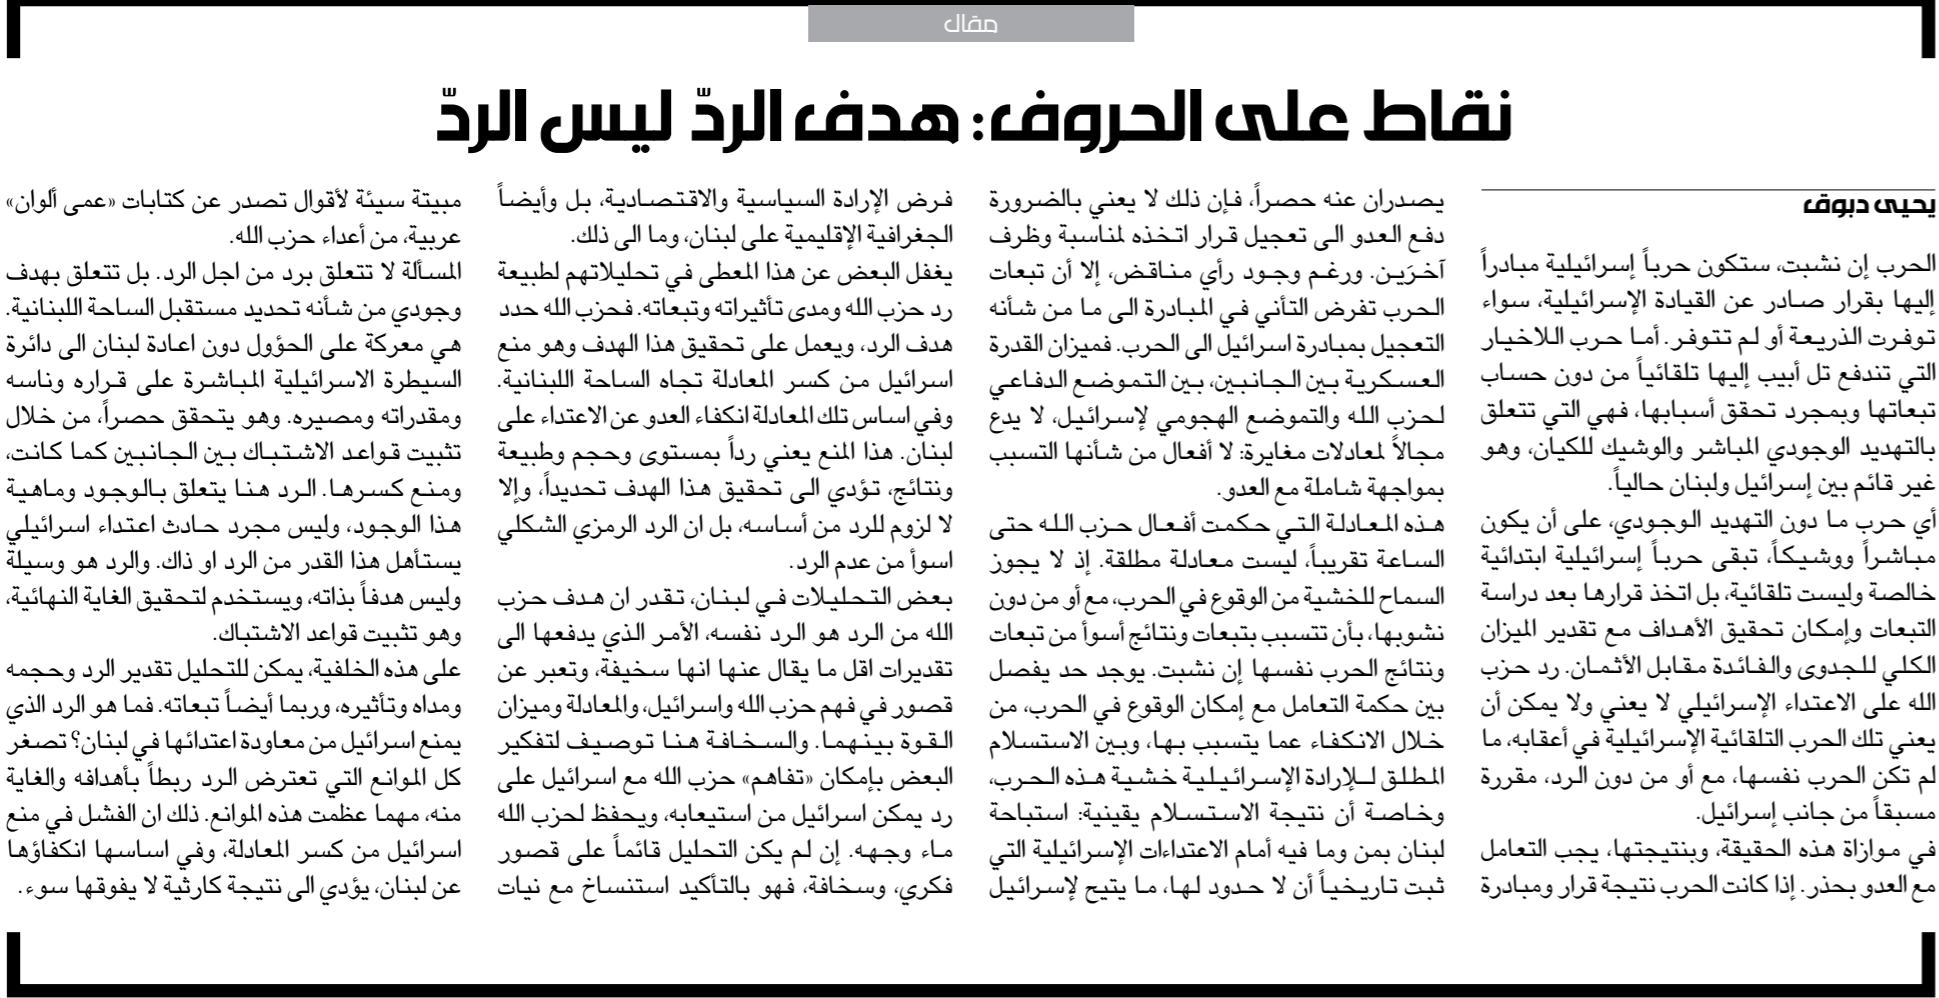 مقال
نقاط على الحروف: هدف الردّ ليس الردّ
يحيى دبوق
الحرب إن نشبت، ستكون حرباً إسرائيلية مبادراً
إليها بقرار صادر عن القيادة الإسرائيلية، سواء
توفرت الذريعة أو لم تتوفر. أما حرب اللاخيار
التي تندفع تل أبيب إليها تلقائياً من دون حساب
تبعاتها وبمجرد تحقق أسبابها، فهي التي تتعلق
بالتهديد الوجودي المباشر والوشيك للكيان، وهو
غير قائم بين إسرائيل ولبنان حالياً.
أي حرب ما دون التهديد الوجودي، على أن يكون
مباشراً ووشيكاً، تبقى حرباً إسرائيلية ابتدائية
خالصة وليست تلقائية، بل اتخذ قرارها بعد دراسة
التبعات وإمكان تحقيق الأهداف مع تقدير الميزان
الكلي للجدوى والفائدة مقابل الأثمان. رد حزب
الله على الاعتداء الإسرائيلي لا يعني ولا يمكن أن
يعني تلك الحرب التلقائية الإسرائيلية في أعقابه، ما
لم تكن الحرب نفسها، مع أو من دون الرد، مقررة
مسبقاً من جانب إسرائيل.
في موازاة هذه الحقيقة، وبنتيجتها، يجب التعامل
مع العدو بحذر. إذا كانت الحرب نتيجة قرار ومبادرة
يصدران عنه حصراً، فإن ذلك لا يعني بالضرورة
دفع العدو الى تعجيل قرار اتخذه لمناسبة وظرف
آخرَين. ورغم وجود رأي مناقض، إلا أن تبعات
الحرب تفرض التأني في المبادرة الى ما من شأنه
التعجيل بمبادرة اسرائيل الى الحرب. فميزان القدرة
العسكرية بين الجانبين، بين التموضع الدفاعي
لحزب الله والتموضع الهجومي لإسرائيل، لا يدع
مجالاً لمعادلات مغايرة: لا أفعال من شأنها التسبب
بمواجهة شاملة مع العدو.
هذه المعادلة التي حكمت أفعال حزب الله حتى
الساعة تقريباً، ليست معادلة مطلقة. إذ لا يجوز
السماح للخشية من الوقوع في الحرب، مع أو من دون
نشوبها، بأن تتسبب بتبعات ونتائج أسوأ من تبعات
ونتائج الحرب نفسها إن نشبت. يوجد حد يفصل
بين حكمة التعامل مع إمكان الوقوع في الحرب، من
خلال الانكفاء عما يتسبب بها، وبين الاستسلام
المطلق للإرادة الإسرائيلية خشية هذه الحرب،
وخاصة أن نتيجة الاستسلام يقينية: استباحة
لبنان بمن وما فيه أمام الاعتداءات الإسرائيلية التي
ثبت تاريخياً أن لا حدود لها، ما يتيح لإسرائيل
فرض الإرادة السياسية والاقتصادية، بل وأيضاً
الجغرافية الإقليمية على لبنان، وما الى ذلك.
يغفل البعض عن هذا المعطى في تحليلاتهم لطبيعة
رد حزب الله ومدى تأثيراته وتبعاته. فحزب الله حدد
هدف الرد، ويعمل على تحقيق هذا الهدف وهو منع
اسرائيل من كسر المعادلة تجاه الساحة اللبنانية.
وفي اساس تلك المعادلة انكفاء العدو عن الاعتداء على
لبنان. هذا المنع يعني رداً بمستوى وحجم وطبيعة
ونتائج، تؤدي الى تحقيق هذا الهدف تحديداً، وإلا
لا لزوم للرد من أساسه، بل ان الرد الرمزي الشكلي
اسوأ من عدم الرد.
بعض التحليلات في لبنان، تقدر ان هدف حزب
الله من الرد هو الرد نفسه، الأمر الذي يدفعها الى
تقديرات اقل ما يقال عنها انها سخيفة، وتعبر عن
قصور في فهم حزب الله واسرائيل، والمعادلة وميزان
القوة بينهما. والسخافة هنا توصيف لتفكير
البعض بإمكان «تفاهم» حزب الله مع اسرائيل على
رد يمكن اسرائيل من استيعابه، ويحفظ لحزب الله
ماء وجهه. إن لم يكن التحليل قائماً على قصور
فكري، وسخافة، فهو بالتأكيد استنساخ مع نيات
مبيتة سيئة لأقوال تصدر عن كتابات «عمى ألوان»
عربية، من أعداء حزب الله.
المسألة لا تتعلق برد من اجل الرد. بل تتعلق بهدف
وجودي من شأنه تحديد مستقبل الساحة اللبنانية.
هي معركة على الحؤول دون اعادة لبنان الى دائرة
السيطرة الاسرائيلية المباشرة على قراره وناسه
ومقدراته ومصيره. وهو يتحقق حصراً، من خلال
تثبيت قواعد الاشتباك بين الجانبين كما كانت،
ومنع كسرها. الرد هنا يتعلق بالوجود وماهية
هذا الوجود، وليس مجرد حادث اعتداء اسرائيلي
يستأهل هذا القدر من الرد او ذاك. والرد هو وسيلة
وليس هدفاً بذاته، ويستخدم لتحقيق الغاية النهائية،
وهو تثبيت قواعد الاشتباك.
على هذه الخلفية، يمكن للتحليل تقدير الرد وحجمه
ومداه وتأثيره، وربما أيضاً تبعاته. فما هو الرد الذي
يمنع اسرائيل من معاودة اعتدائها في لبنان؟ تصغر
كل الموانع التي تعترض الرد ربطاً بأهدافه والغاية
منه، مهما عظمت هذه الموانع. ذلك ان الفشل في منع
اسرائيل من كسر المعادلة، وفي اساسها انكفاؤها
عن لبنان، يؤدي الى نتيجة كارثية لا يفوقها سوء.